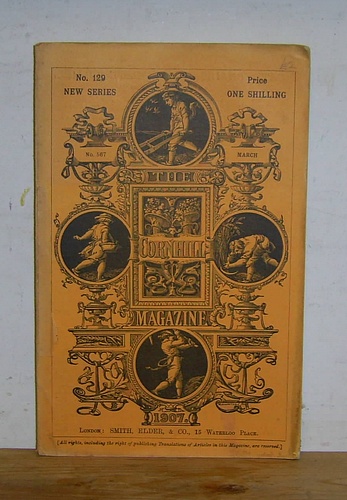 No. 129
NEW SERIES
Price
ONE SHILLING
No. 567
MARCH
THE
CORNHILL
MAGAZINE
1907.
LONDON: SMITH, ELDER, & CO., 15 WATERLOO PLACE.
[All rights, including the right of publishing Translations of Articles in this Magazine, are reserved.]